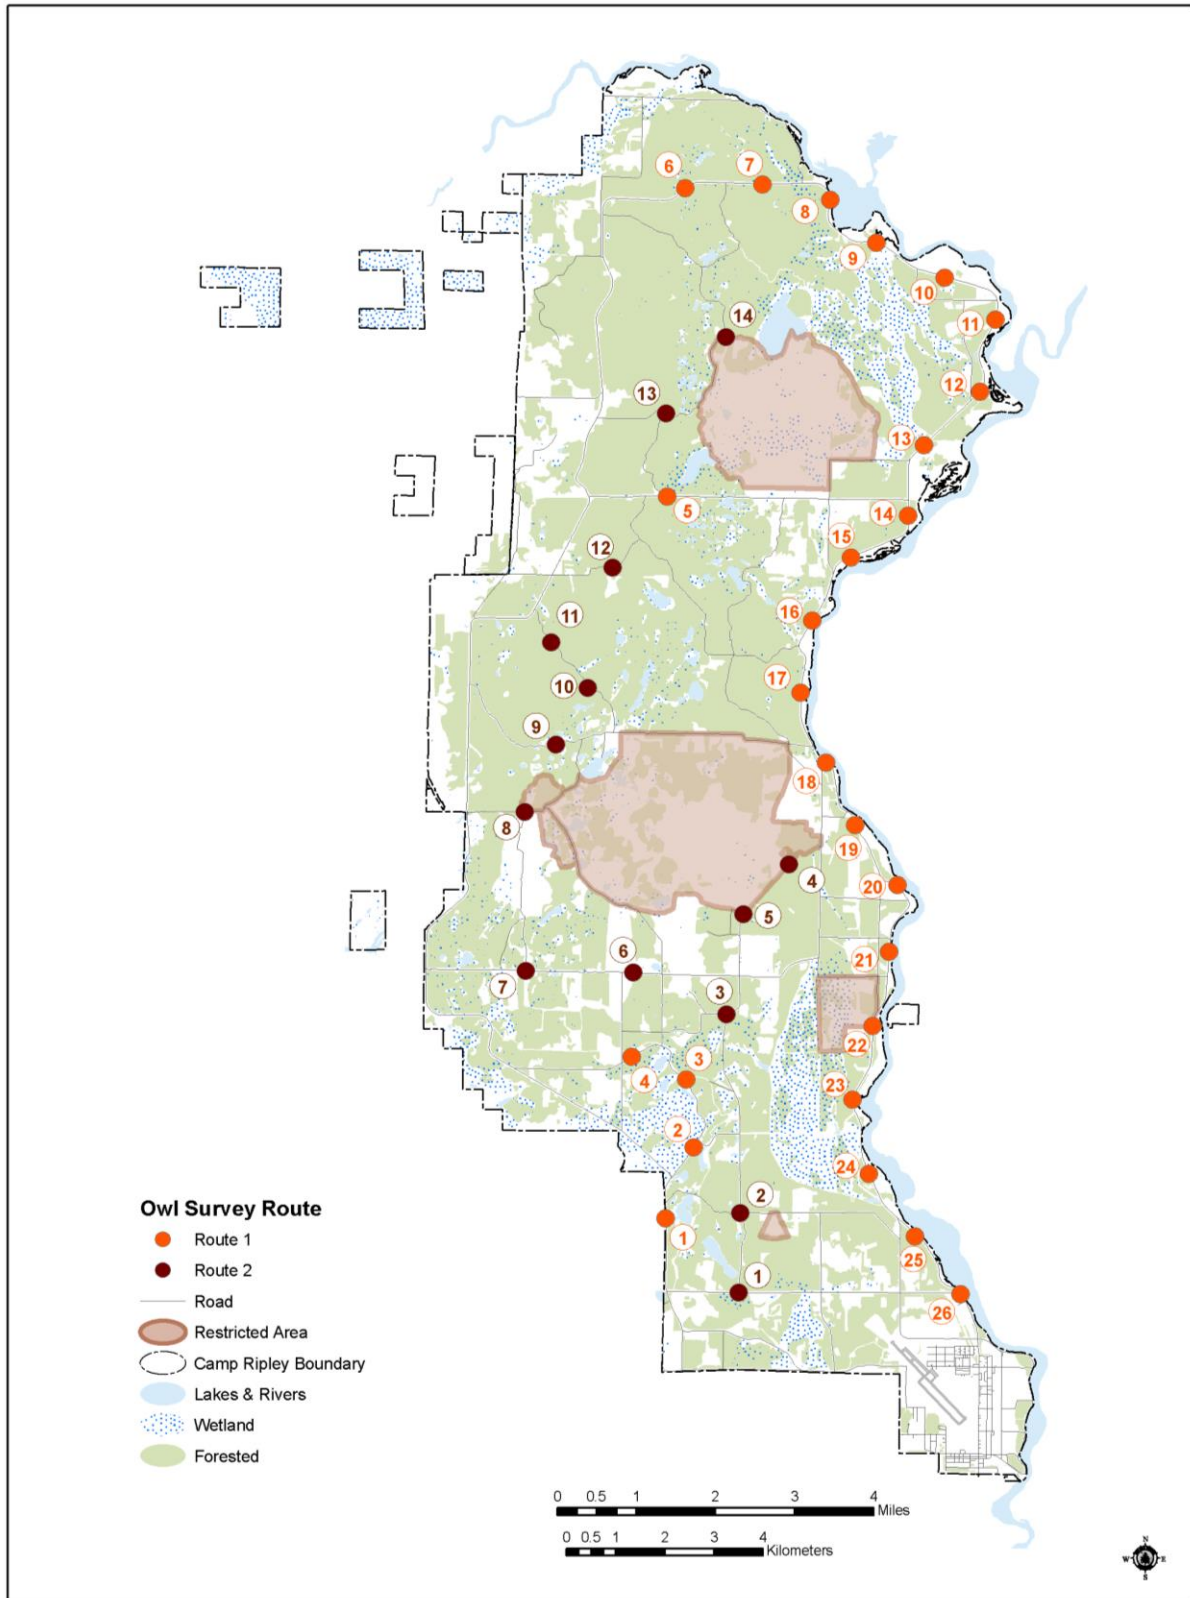 6
7
8
9
10
11
14
12
13
13
5
14
15
12
16
11
17
10
9
18
8
19
4
20
5
6
21
7
3
22
3
4
23
2
24
2
1
25
1
26
Owl Survey Route
Route 1
Route 2
Road
Restricted Area
Camp Ripley Boundary
Lakes & Rivers
Wetland
Forested
0 0.5 1 2 3 4
Miles
0 0.5 1 2 3 4
Kilometers
N
W E
S